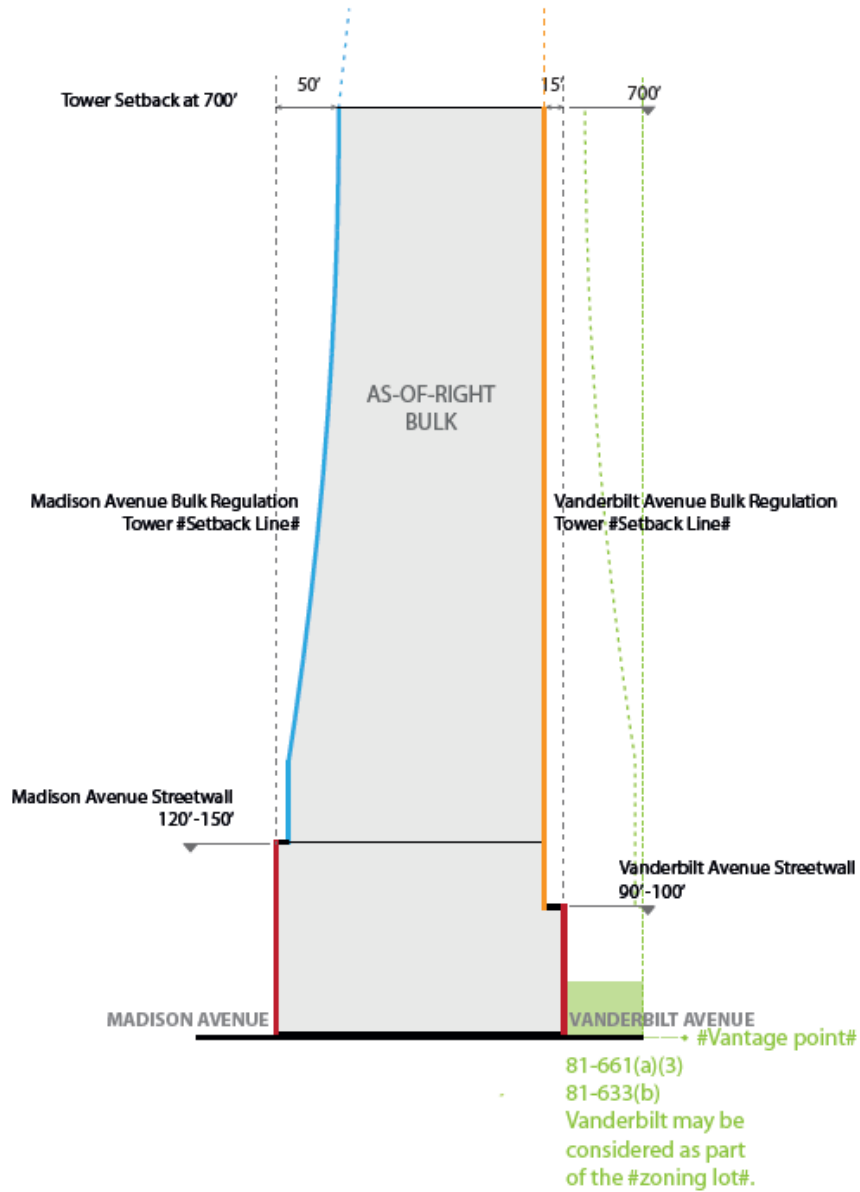 50’
15’
Tower Setback at 700’
700’
AS-OF-RIGHT
BULK
Madison Avenue Bulk Regulation
Tower #Setback Line#
Vanderbilt Avenue Bulk Regulation
Tower #Setback Line#
Madison Avenue Streetwall
120’-150’
Vanderbilt Avenue Streetwall
90’-100’
MADISON AVENUE
VANDERBILT AVENUE
#Vantage point#
81-661(a)(3)
81-633(b)
Vanderbilt may be
considered as part
of the #zoning lot#.